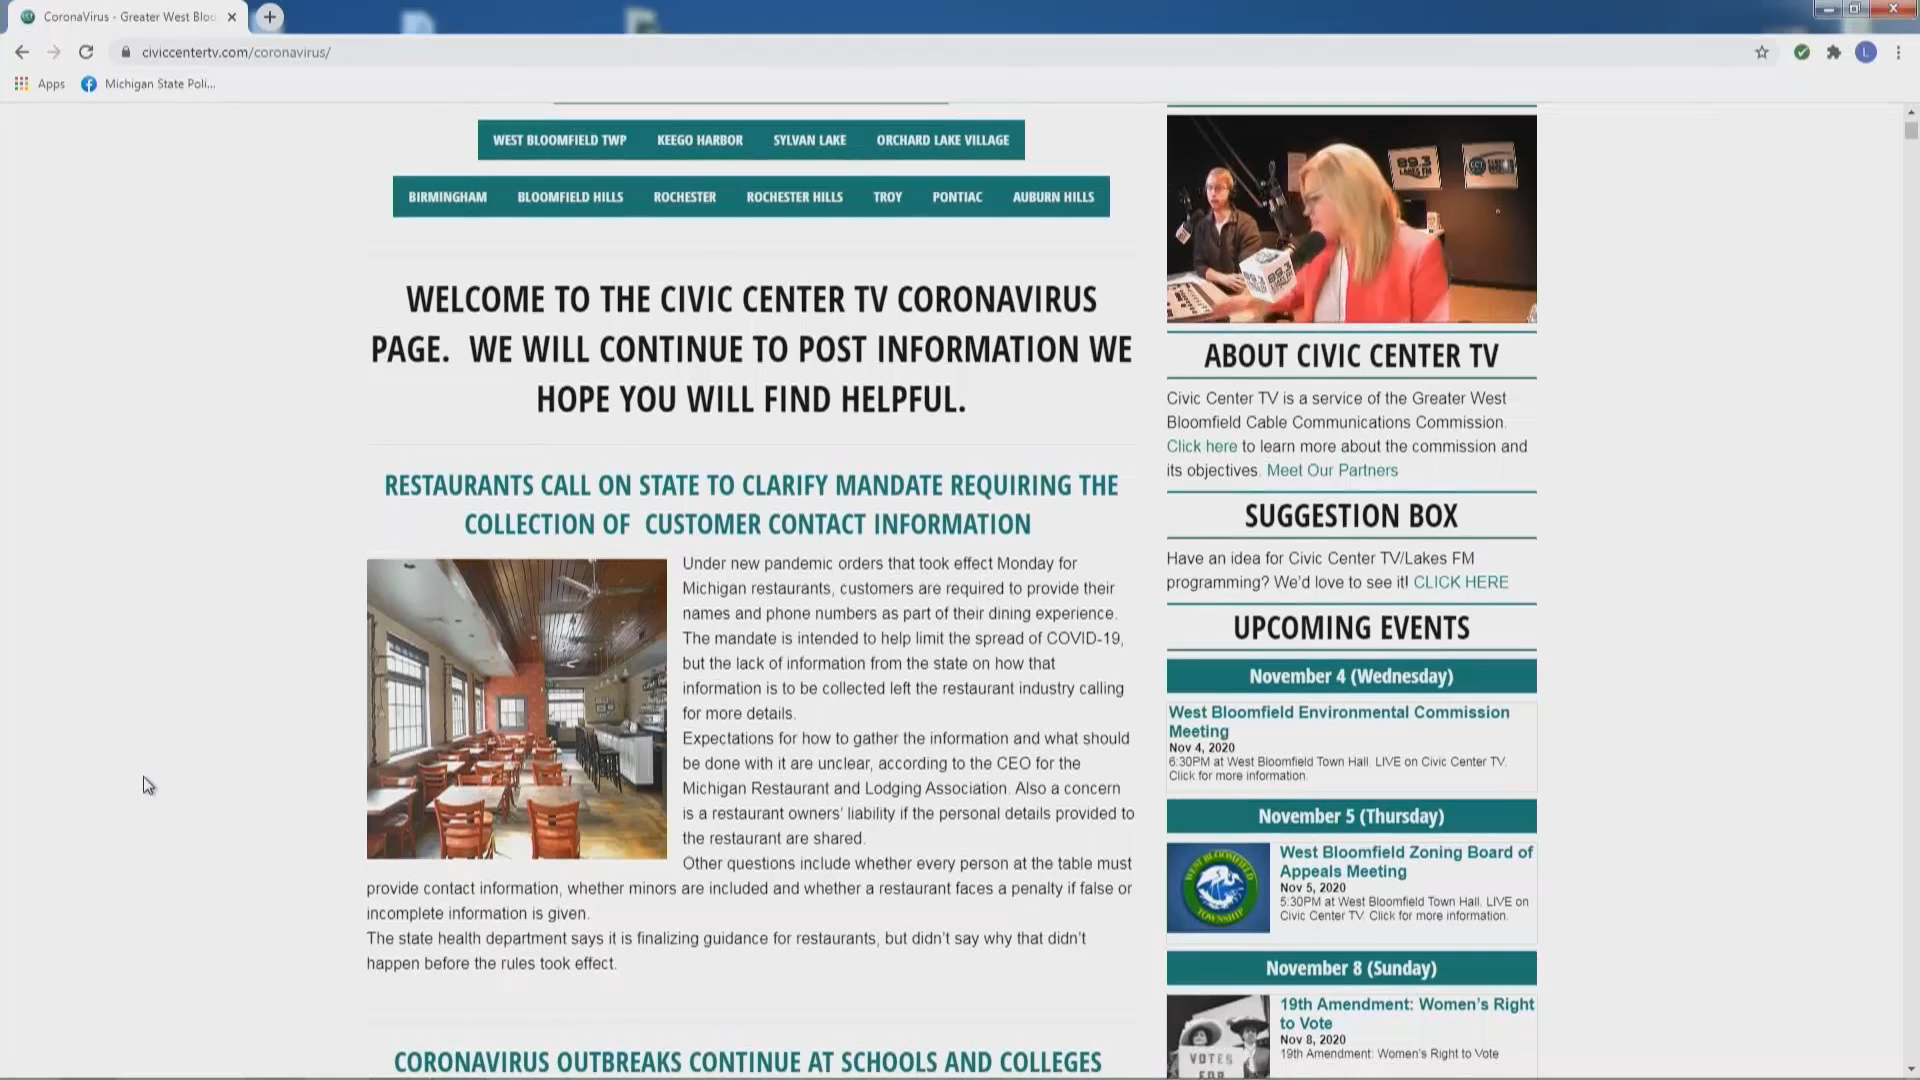 CoronaVirus - Greater West Bloo
civiccentertv.com/coronavirus/
L
Apps
Michigan State Poli...
WEST BLOOMFIELD TWP KEEGO HARBOR SYLVAN LAKE ORCHARD LAKE VILLAGE
BIRMINGHAM BLOOMFIELD HILLS ROCHESTER ROCHESTER HILLS TROY PONTIAC AUBURN HILLS
WELCOME TO THE CIVIC CENTER TV CORONAVIRUS
PAGE. WE WILL CONTINUE TO POST INFORMATION WE
HOPE YOU WILL FIND HELPFUL.
RESTAURANTS CALL ON STATE TO CLARIFY MANDATE REQUIRING THE
COLLECTION OF CUSTOMER CONTACT INFORMATION
Under new pandemic orders that took effect Monday for
Michigan restaurants, customers are required to provide their
names and phone numbers as part of their dining experience.
The mandate is intended to help limit the spread of COVID-19,
but the lack of information from the state on how that
information is to be collected left the restaurant industry calling
for more details.
Expectations for how to gather the information and what should
be done with it are unclear, according to the CEO for the
Michigan Restaurant and Lodging Association. Also a concern
is a restaurant owners' liability if the personal details provided to
the restaurant are shared.
Other questions include whether every person at the table must
provide contact information, whether minors are included and whether a restaurant faces a penalty if false or
incomplete information is given.
The state health department says it is finalizing guidance for restaurants, but didn't say why that didn't
happen before the rules took effect.
CORONAVIRUS OUTBREAKS CONTINUE AT SCHOOLS AND COLLEGES
89.3
LAKES FM
CCT
89.3
ABOUT CIVIC CENTER TV
Civic Center TV is a service of the Greater West
Bloomfield Cable Communications Commission.
Click here to learn more about the commission and
its objectives. Meet Our Partners
SUGGESTION BOX
Have an idea for Civic Center TV/Lakes FM
programming? We'd love to see it! CLICK HERE
UPCOMING EVENTS
November 4 (Wednesday)
West Bloomfield Environmental Commission
Meeting
Nov 4, 2020
6:30PM at West Bloomfield Town Hall. LIVE on Civic Center TV.
Click for more information.
November 5 (Thursday)
WEST BLOOMFIELD
TOWNSHIP
West Bloomfield Zoning Board of
Appeals Meeting
Nov 5, 2020
5:30PM at West Bloomfield Town Hall. LIVE on
Civic Center TV. Click for more information.
November 8 (Sunday)
VOTES
FOR
19th Amendment: Women's Right
to Vote
Nov 8, 2020
19th Amendment: Women's Right to Vote